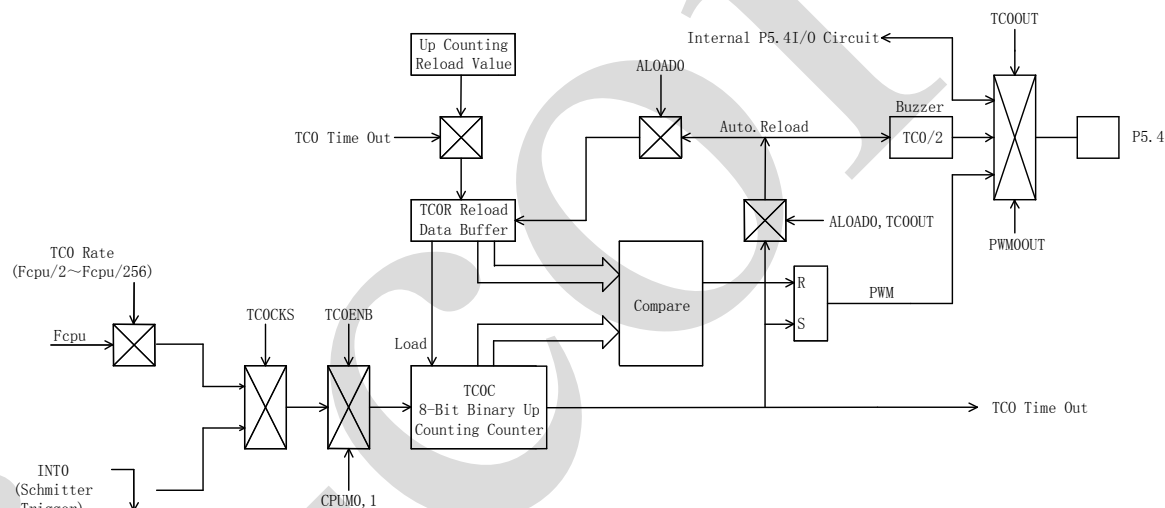 TC0OUT
Internal P5.4I/O Circuit
Up Counting
Reload Value
ALOAD0
Buzzer
TC0 Time Out
Auto.Reload
TC0/2
P5.4
TC0R Reload
Data Buffer
ALOAD0,TC0OUT
PWM0OUT
TC0 Rate
(Fcpu/2~Fcpu/256)
Compare
R
PWM
S
TC0CKS
TC0ENB
Fcpu
Load
TC0C
8-Bit Binary Up
Counting Counter
TC0 Time Out
INT0
(Schmitter
Trigger)
CPUM0,1